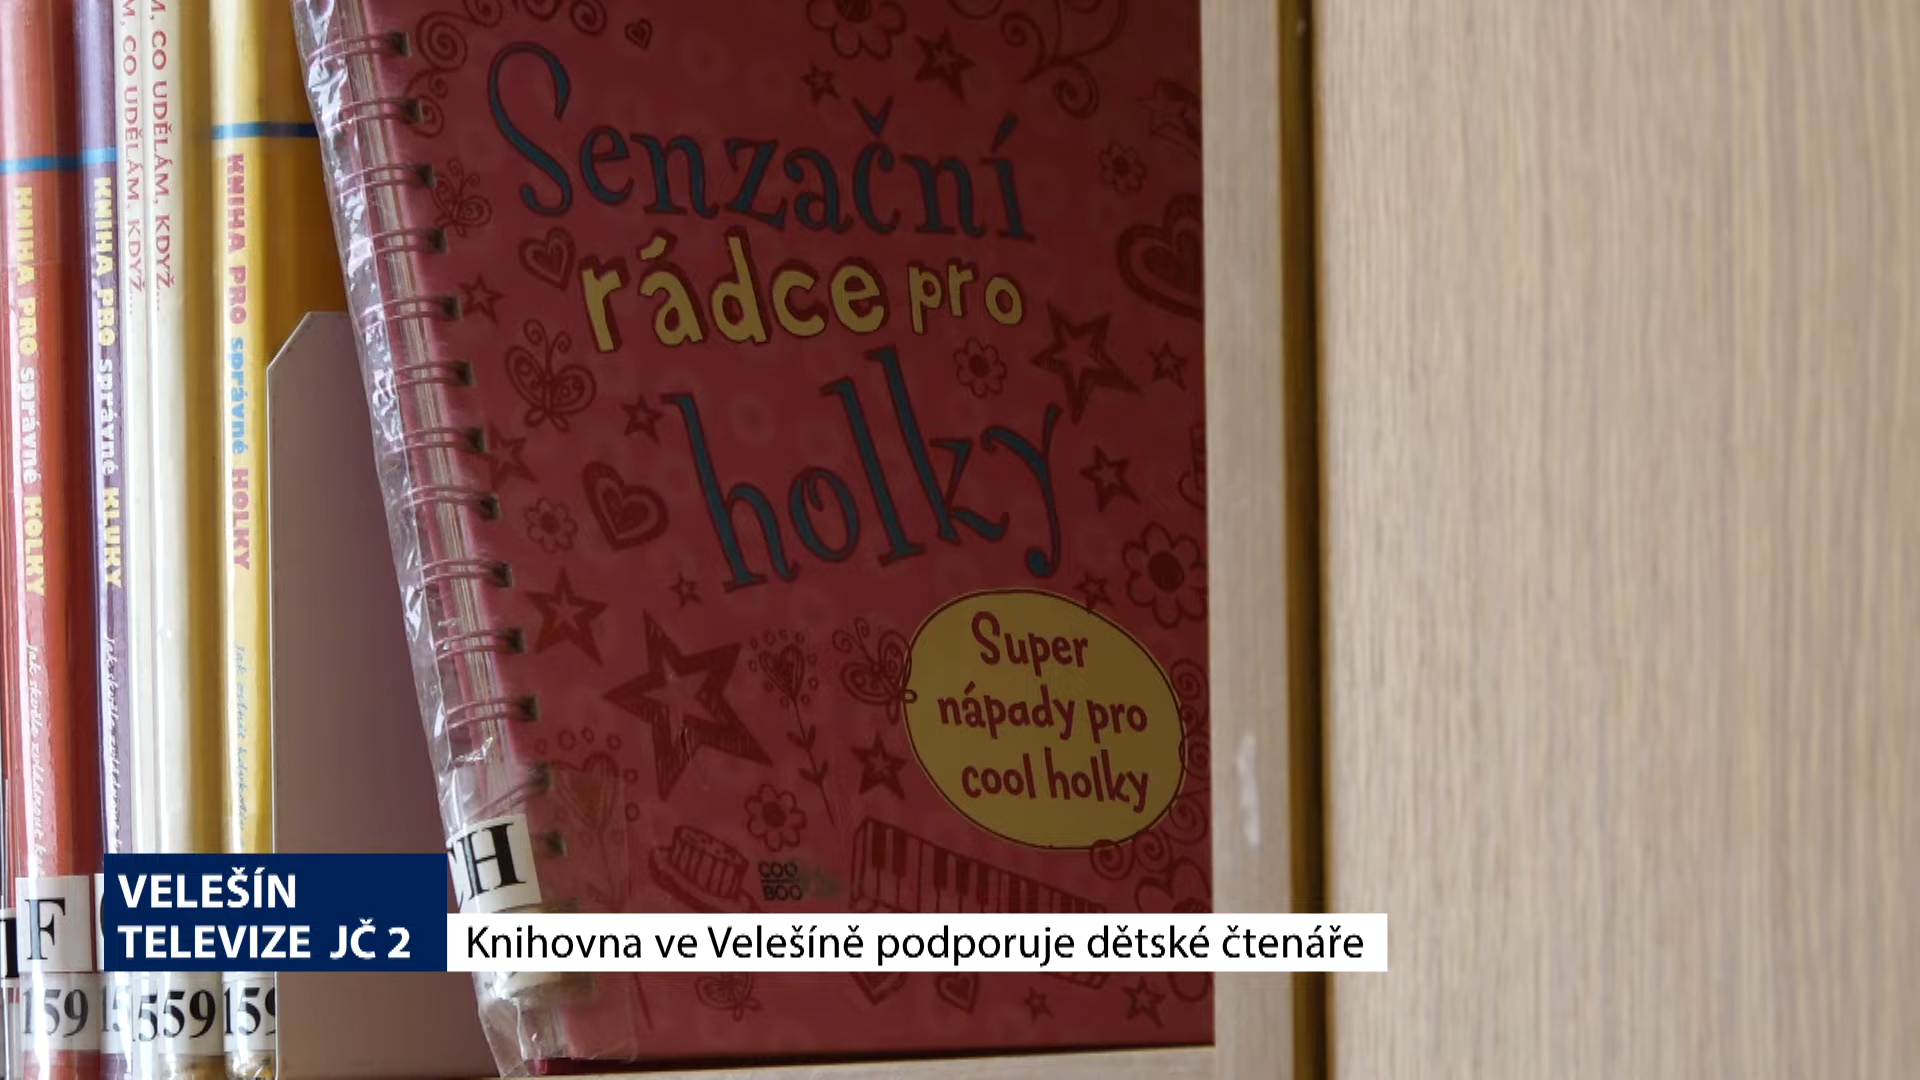 KNIHA PRO správné HOLKY
KNIHA PRO správné KLUKY
M, CO UDĚLÁM, KDYŽ...
M, CO UDĚLÁM, KDYŽ...
KNIHA PRO správné HOLKY
Senzační
rádce pro
holky
Super
nápady pro
cool holky
COO
BOO
CH
F
159
159
VELEŠÍN
TELEVIZE JČ 2
Knihovna ve Velešíně podporuje dětské čtenáře